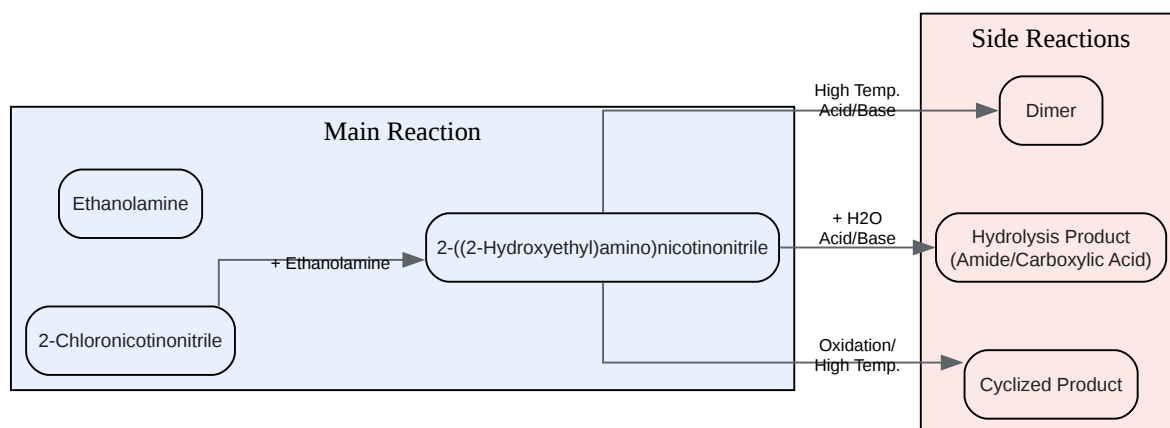 Side Reactions
High Temp.
Acid/Base
Dimer
Main Reaction
Ethanolamine
+ H2O
Acid/Base
Hydrolysis Product
(Amide/Carboxylic Acid)
2-((2-Hydroxyethyl)amino)nicotinonitrile
+ Ethanolamine
2-Chloronicotinonitrile
Oxidation/
High Temp.
Cyclized Product